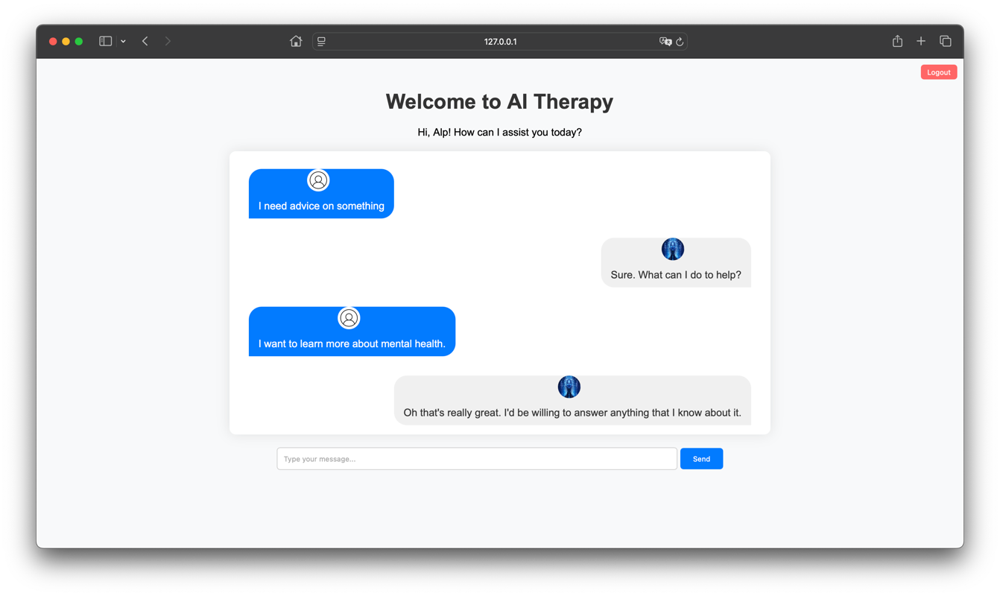 127.0.0.1
Logout
Welcome to AI Therapy
Hi, Alp! How can I assist you today?
I need advice on something
Sure. What can I do to help?
I want to learn more about mental health.
Oh that's really great. I'd be willing to answer anything that I know about it.
Type your message...
Send